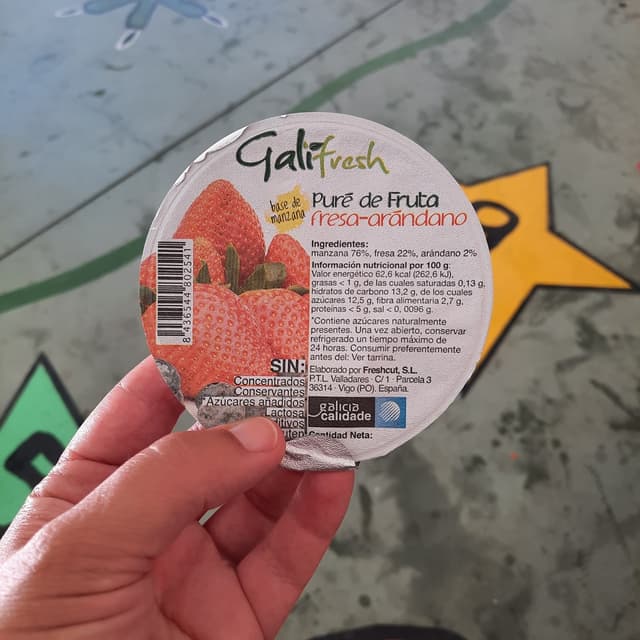 Galifresh
base de
manzana
Puré de Fruta
fresa-arándano
Ingredientes:
manzana 76%, fresa 22%, arándano 2%
Información nutricional por 100 g:
Valor energético 62,6 kcal (262,6 kJ),
grasas < 1 g, de las cuales saturadas 0,13 g,
hidratos de carbono 13,2 g, de los cuales
azúcares 12,5 g, fibra alimentaria 2,7 g,
proteínas < 5 g, sal < 0, 0096 g.
*Contiene azúcares naturalmente
presentes. Una vez abierto, conservar
refrigerado un tiempo máximo de
24 horas. Consumir preferentemente
antes del: Ver tarrina.
Elaborado por Freshcut, S.L.
P.T.L. Valladares · C/ 1 · Parcela 3
36314 · Vigo (PO). España.
galicia
calidade
Cantidad Neta:
8 436544 802541
SIN:
Concentrados
Conservantes
*Azúcares añadidos
Lactosa